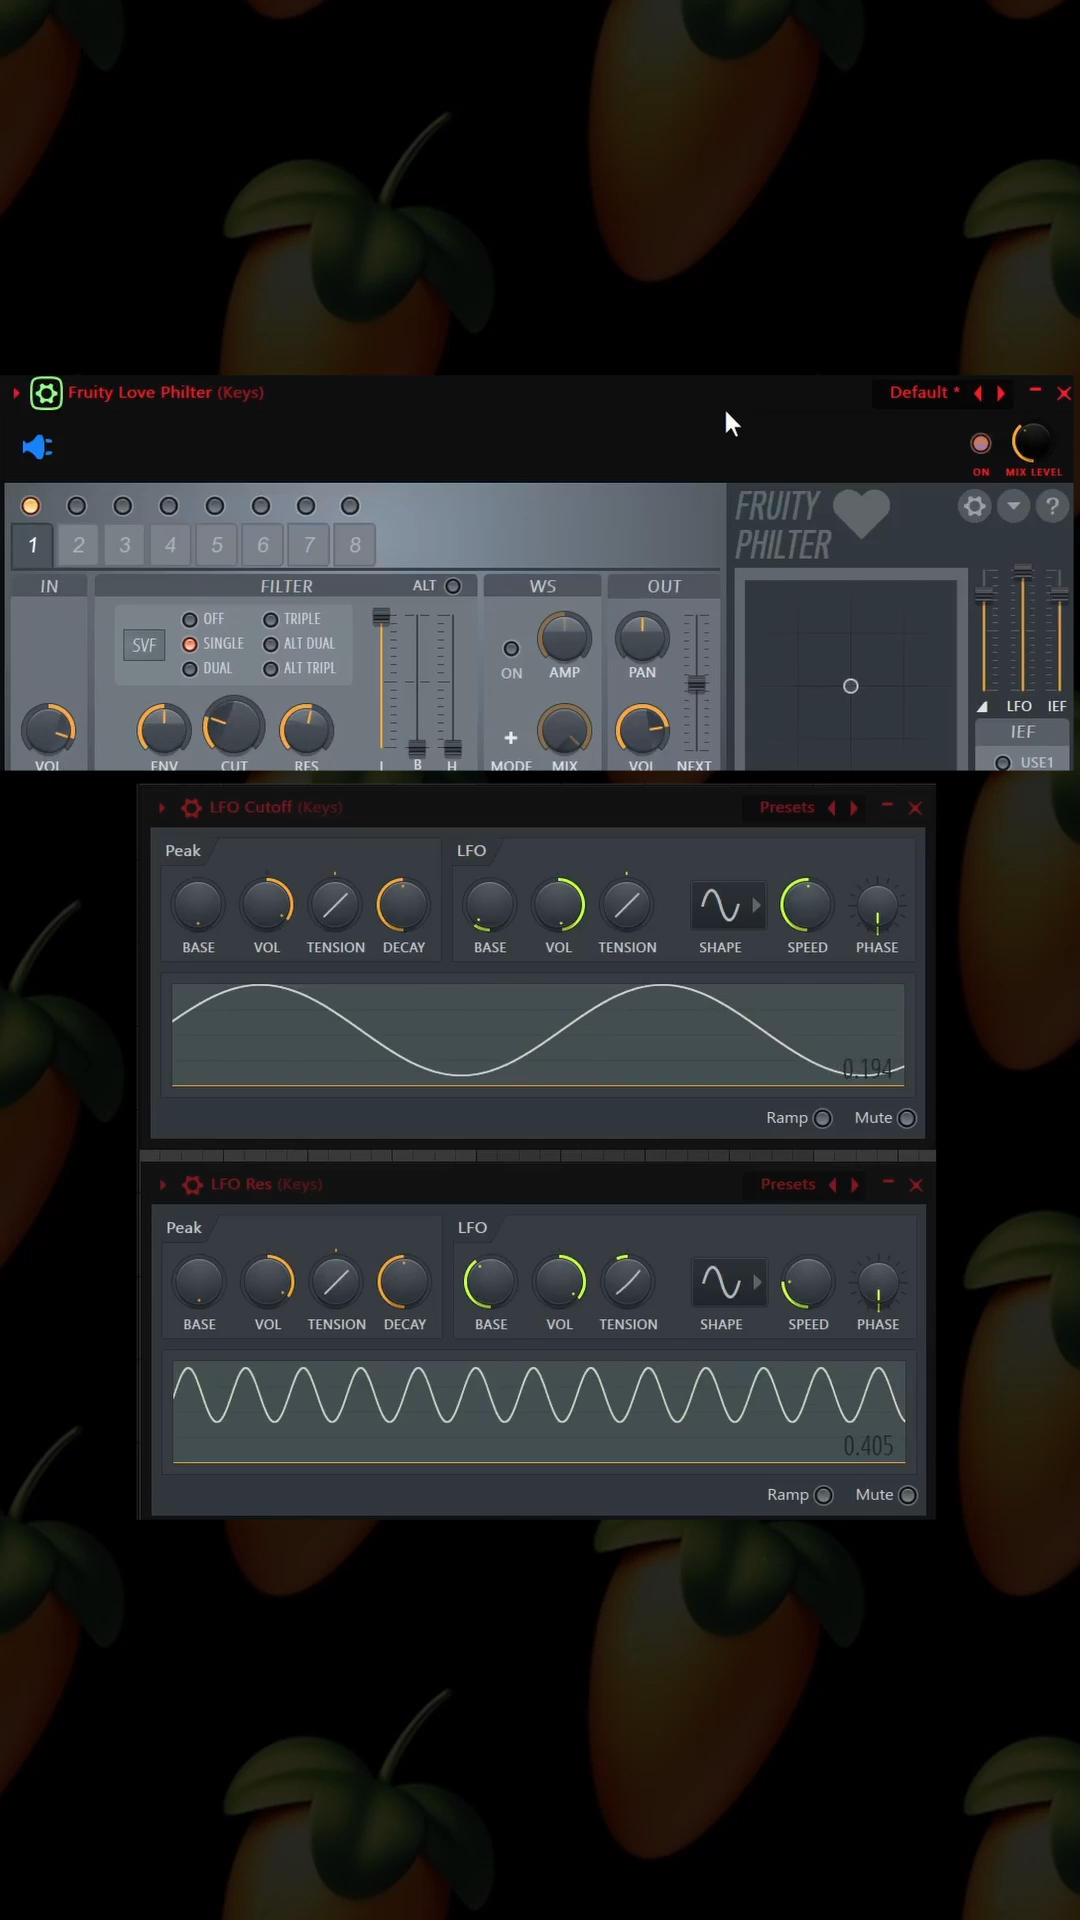 Fruity Love Philter (Keys)
Default *
ON
MIX LEVEL
FRUITY
PHILTER
?
1
2
3
4
5
6
7
8
IN
FILTER
ALT
WS
OUT
SVF
OFF
SINGLE
DUAL
TRIPLE
ALT DUAL
ALT TRIPL
ON
AMP
PAN
VOL
ENV
CUT
RES
L
B
H
MODE
MIX
VOL
NEXT
LFO
IEF
IEF
USE1
LFO Cutoff (Keys)
Presets
Peak
LFO
BASE
VOL
TENSION
DECAY
BASE
VOL
TENSION
SHAPE
SPEED
PHASE
0.194
Ramp
Mute
LFO Res (Keys)
Presets
Peak
LFO
BASE
VOL
TENSION
DECAY
BASE
VOL
TENSION
SHAPE
SPEED
PHASE
0.405
Ramp
Mute